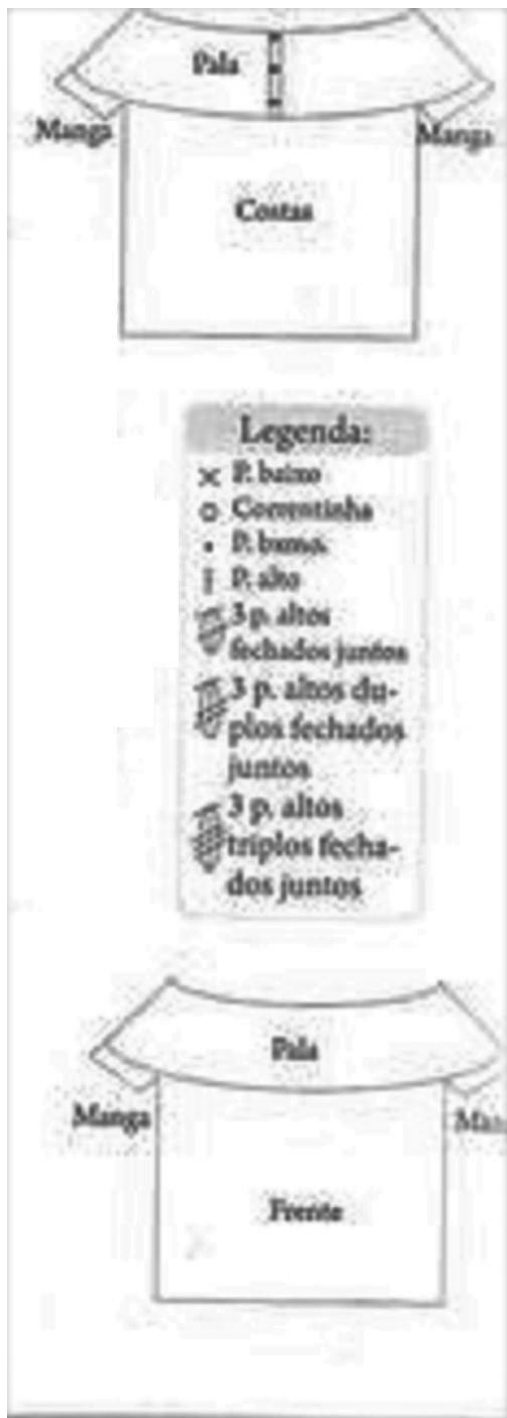 Pala
Manga
Manga
Costas
Legenda:
P. baixo
Correntinha
P.
P. alto
3 p. altos
fechados juntos
3 p. altos du-
plos fechados
juntos
3 p. altos
triplos fecha-
dos juntos
Pala
Manga
Frente